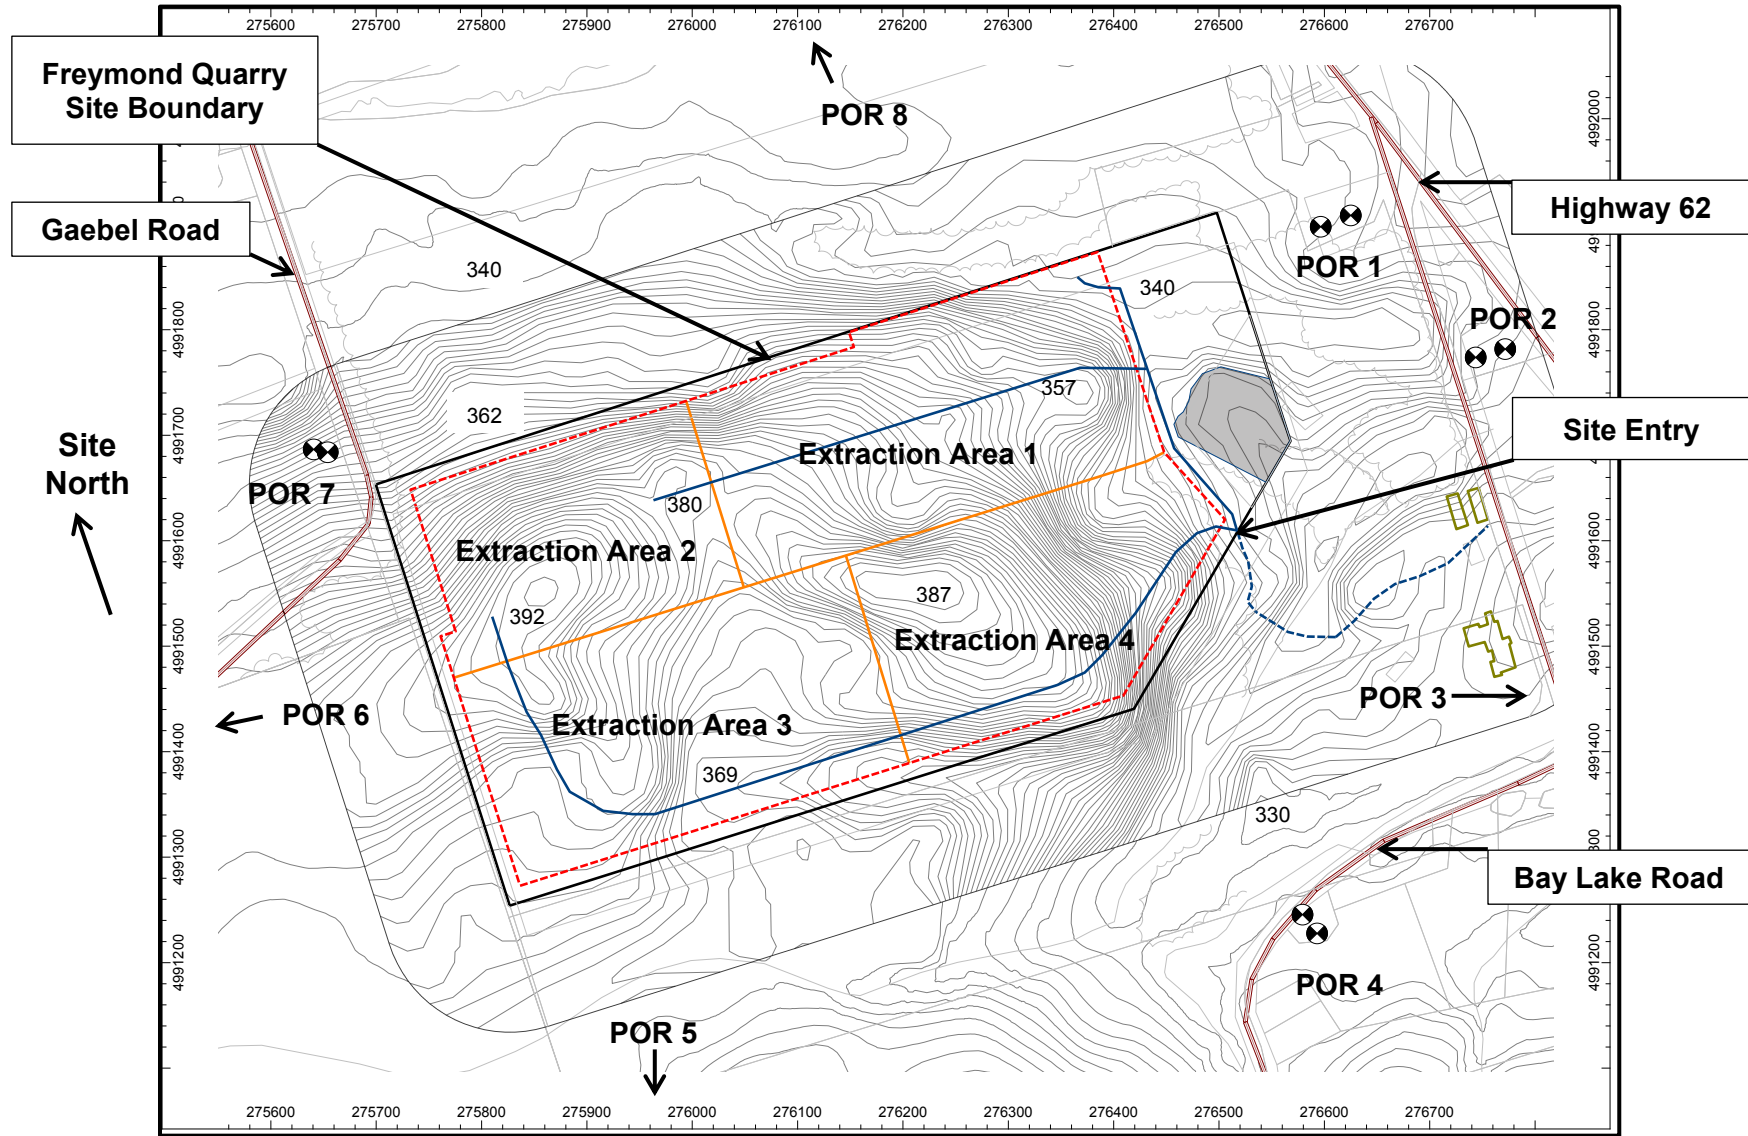 275600 275700 275800 275900 276000 276100 276200 276300 276400 276500 276600 276700
Freymond Quarry
Site Boundary
POR 8
4992000
Highway 62
Gaebel Road
POR 1
340
340
POR 2
4991800
4991800
357
362
Site Entry
4991700
Extraction Area 1
Site
North
POR 7
380
4991600
Extraction Area 2
4991600
387
392
4991500
Extraction Area 4
4991500
POR 3
POR 6
Extraction Area 3
4991400
4991400
369
330
4991300
Bay Lake Road
4991200
4991200
POR 4
POR 5
275600 275700 275800 275900 276000 276100 276200 276300 276400 276500 276600 276700